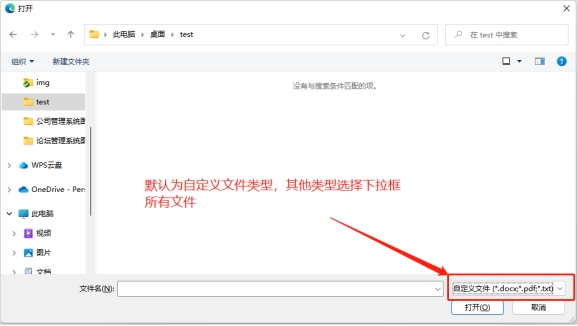 打开
此电脑 > 桌面 > test
在 test 中搜索
组织 新建文件夹
没有与搜索条件匹配的项。
img
test
公司管理系统
论坛管理系统
WPS云盘
OneDrive - Pers
此电脑
视频
图片
文档
默认为自定义文件类型，其他类型选择下拉框
所有文件
文件名(N):
自定义文件 (*.docx;*.pdf;*.txt)
打开(O) 取消